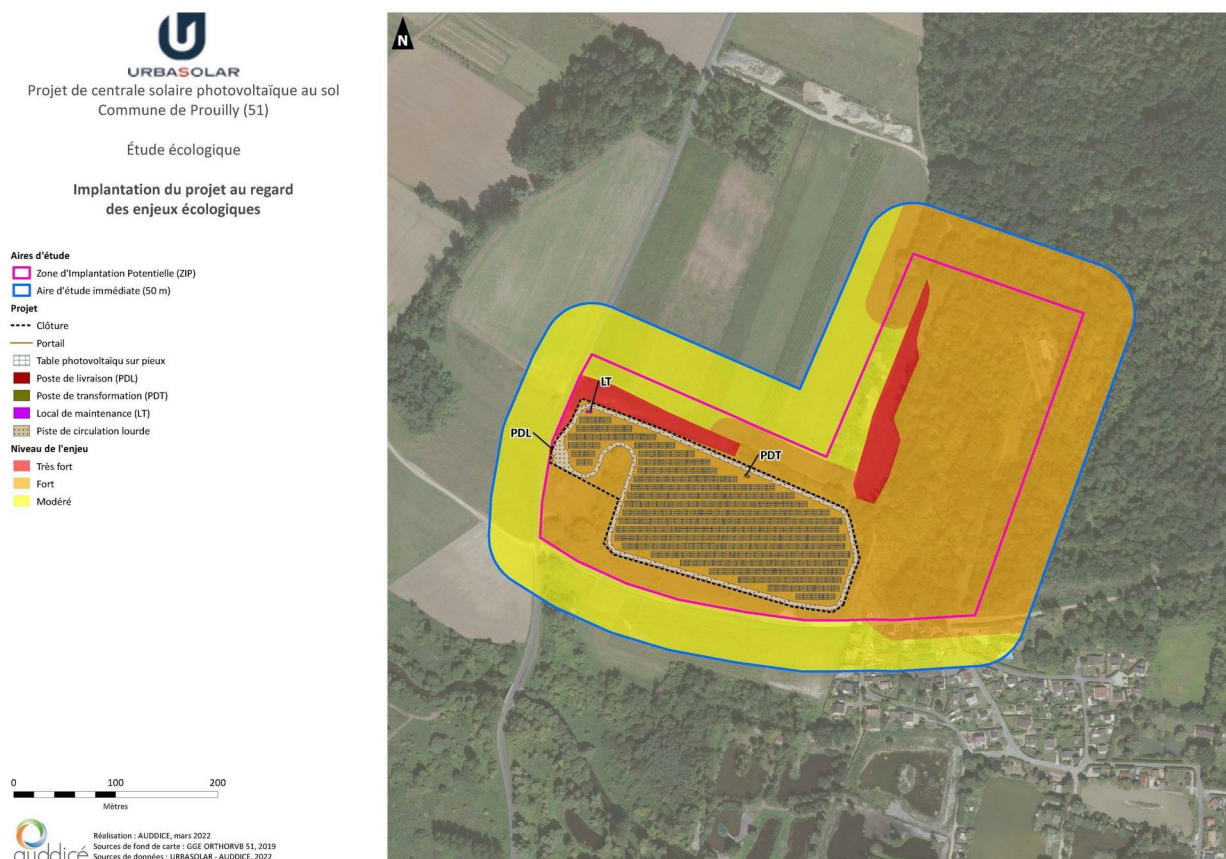 URBASOLAR
Projet de centrale solaire photovoltaïque au sol
Commune de Prouilly (51)
Étude écologique
Implantation du projet au regard
des enjeux écologiques
Aires d'étude
Zone d'Implantation Potentielle (ZIP)
Aire d'étude immédiate (50 m)
Projet
Clôture
Portail
Table photovoltaïqu sur pieux
Poste de livraison (PDL)
Poste de transformation (PDT)
Local de maintenance (LT)
Piste de circulation lourde
Niveau de l'enjeu
Très fort
Fort
Modéré
0 100 200
Mètres
auddicé
Réalisation : AUDDICE, mars 2022
Sources de fond de carte : GGE ORTHORVB 51, 2019
Sources de données : URBASOLAR - AUDDICE, 2022
N
LT
PDL
PDT